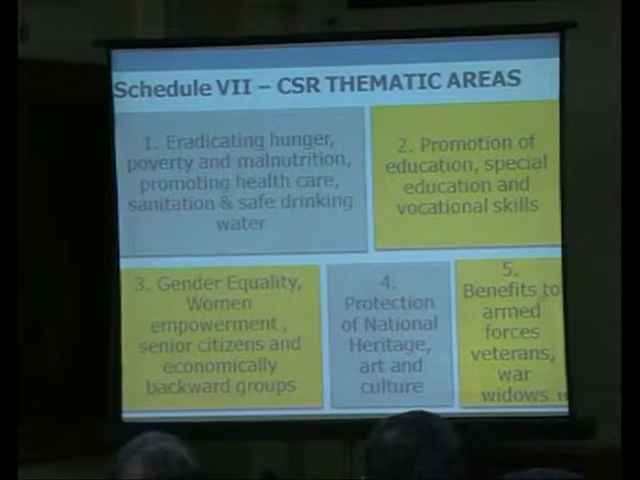 Schedule VII – CSR THEMATIC AREAS
1. Eradicating hunger,
poverty and malnutrition,
promoting health care,
sanitation & safe drinking
water
2. Promotion of
education, special
education and
vocational skills
3. Gender Equality,
Women
empowerment ,
senior citizens and
economically
backward groups
4.
Protection
of National
Heritage,
art and
culture
5.
Benefits to
armed
forces
veterans,
war
widows